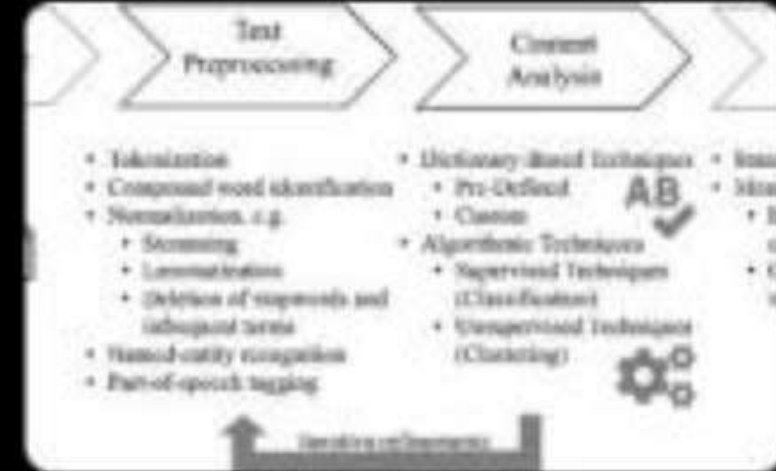 Text
Preprocessing
Content
Analysis
• Tokenization
• Compound word identification
• Normalization, e.g.
• Stemming
• Lemmatization
• Deletion of stopwords and
infrequent terms
• Named-entity recognition
• Part-of-speech tagging
• Dictionary-Based Techniques
• Pre-Defined
• Custom
• Algorithmic Techniques
• Supervised Techniques
(Classification)
• Unsupervised Techniques
(Clustering)
AB
Iterative refinements